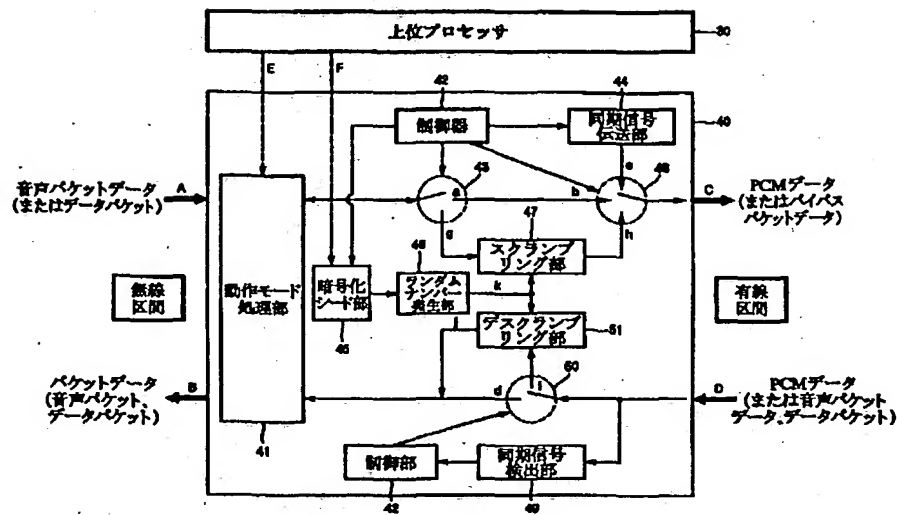 上位プロセッサ
30
E
F
42
44
制御器
同期信号
伝送部
40
音声パケットデータ
(またはデータパケット)
A
43
a
b
e
48
C
PCMデータ
(またはバイパス
パケットデータ)
g
47
h
スクランブ
リング部
無線
区間
動作モード
処理部
暗号化
シード部
45
46
ランダム
ナンバー
発生部
k
有線
区間
デスクランブ
リング部
51
パケットデータ
(音声パケット、
データパケット)
B
d
i
50
D
PCMデータ
(または音声パケット
データ、データパケット)
41
制御部
42
同期信号
検出部
49